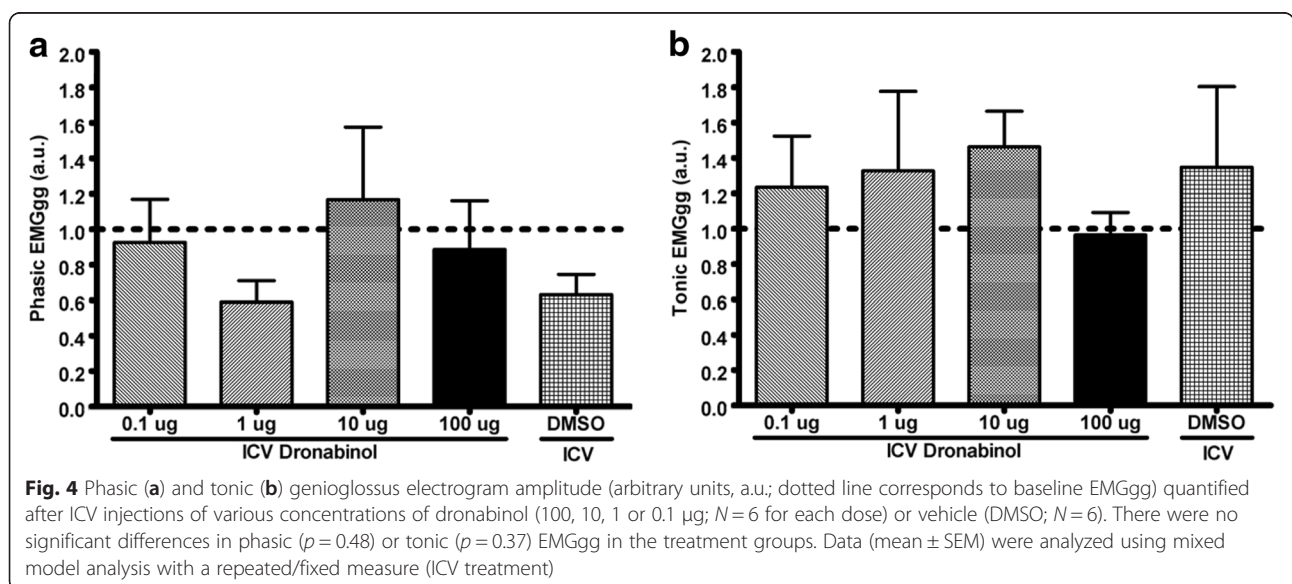 a
2.0
1.8
1.6
1.4
1.2
1.0
0.8
0.6
0.4
0.2
0.0
Phasic EMGgg (a.u.)
0.1 ug 1 ug 10 ug 100 ug DMSO
ICV Dronabinol ICV
b
2.0
1.8
1.6
1.4
1.2
1.0
0.8
0.6
0.4
0.2
0.0
Tonic EMGgg (a.u.)
0.1 ug 1 ug 10 ug 100 ug DMSO
ICV Dronabinol ICV
Fig. 4 Phasic (a) and tonic (b) genioglossus electrogram amplitude (arbitrary units, a.u.; dotted line corresponds to baseline EMGgg) quantified
after ICV injections of various concentrations of dronabinol (100, 10, 1 or 0.1 μg; N = 6 for each dose) or vehicle (DMSO; N = 6). There were no
significant differences in phasic (p = 0.48) or tonic (p = 0.37) EMGgg in the treatment groups. Data (mean ± SEM) were analyzed using mixed
model analysis with a repeated/fixed measure (ICV treatment)